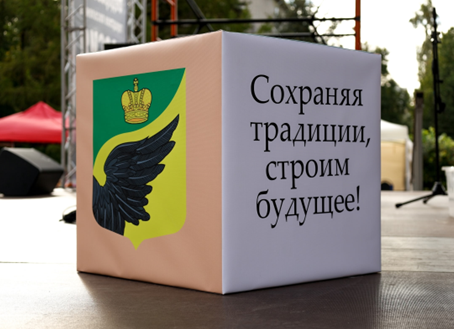 Сохраняя
традиции,
строим
будущее!